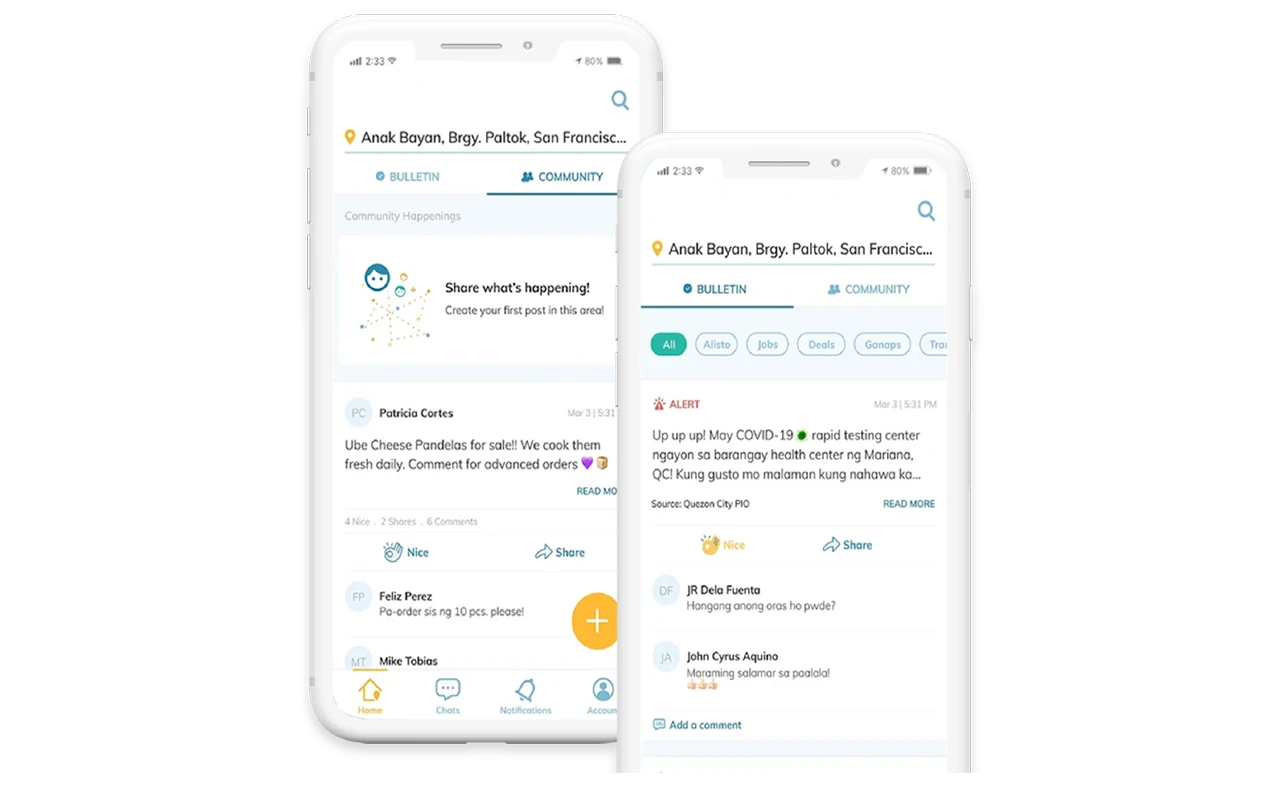 2:33
80%
Anak Bayan, Brgy. Paltok, San Francisc...
BULLETIN
COMMUNITY
Community Happenings
Share what's happening!
Create your first post in this area!
PC
Patricia Cortes
Mar 3 | 5:31
Ube Cheese Pandelas for sale!! We cook them
fresh daily. Comment for advanced orders 💜 🍞
READ MO
4 Nice . 2 Shares . 6 Comments
Nice
Share
FP
Feliz Perez
Pa-order sis ng 10 pcs. please!
MT
Mike Tobias
Home
Chats
Notifications
Accoun
2:33
80%
Anak Bayan, Brgy. Paltok, San Francisc...
BULLETIN
COMMUNITY
All
Alisto
Jobs
Deals
Ganaps
Tra
ALERT
Mar 3 | 5:31 PM
Up up up! May COVID-19 rapid testing center
ngayon sa barangay health center ng Mariana,
QC! Kung gusto mo malaman kung nahawa ka...
Source: Quezon City PIO
READ MORE
Nice
Share
DF
JR Dela Fuenta
Hangang anong oras ho pwde?
JA
John Cyrus Aquino
Maraming salamar sa paalala!
👍👍👍
Add a comment